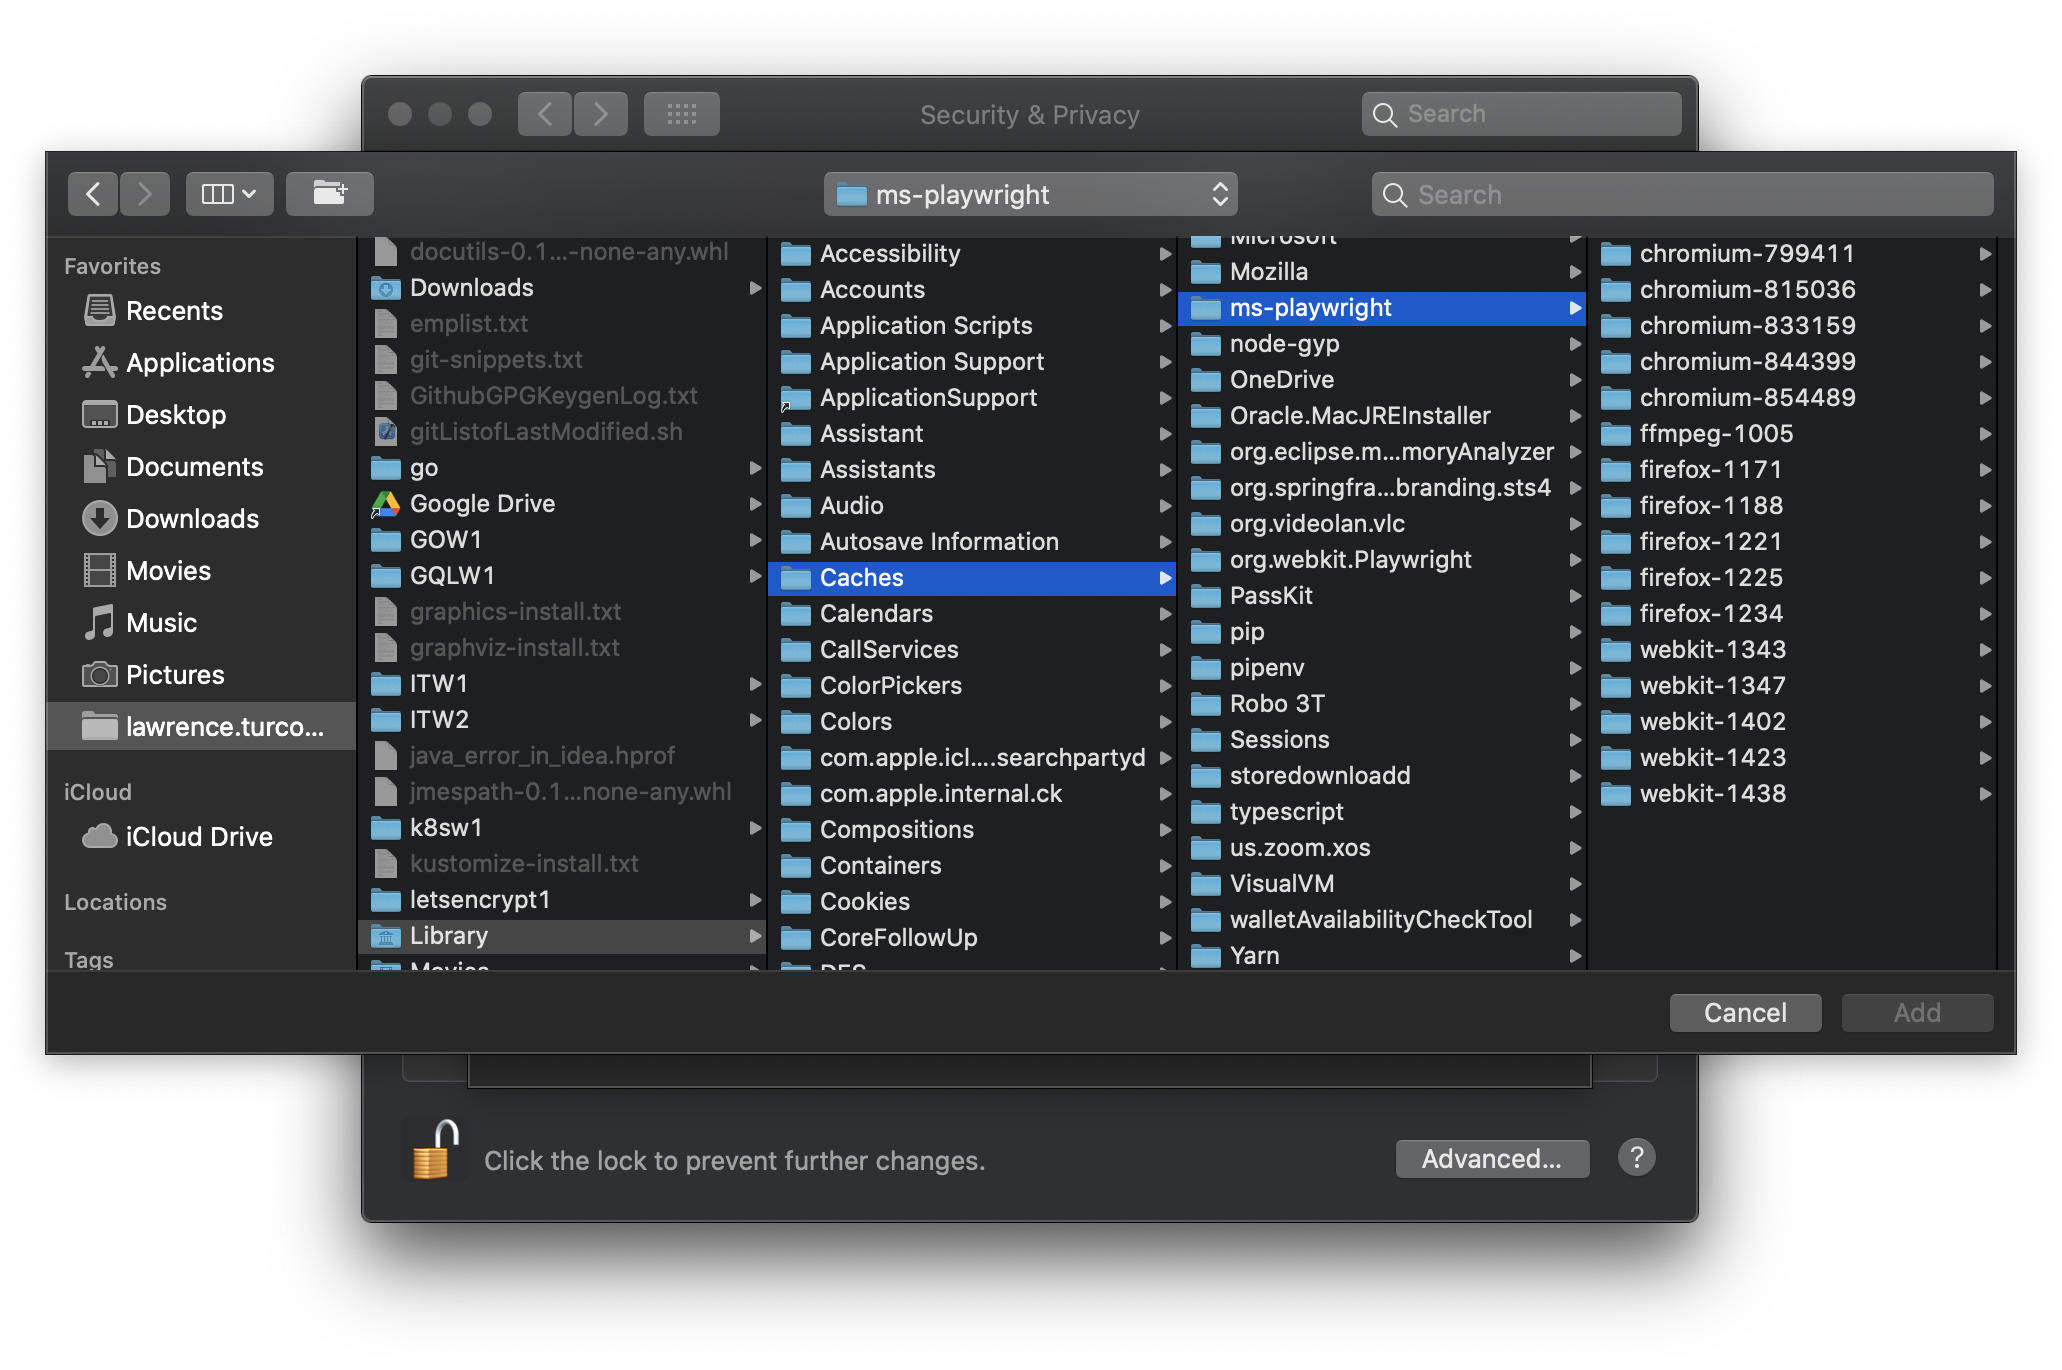 Security & Privacy
Search
ms-playwright
Search
Favorites
Recents
Applications
Desktop
Documents
Downloads
Movies
Music
Pictures
lawrence.turco...
iCloud
iCloud Drive
Locations
Tags
docutils-0.1...-none-any.whl
Downloads
emplist.txt
git-snippets.txt
GithubGPGKeygenLog.txt
gitListofLastModified.sh
go
Google Drive
GOW1
GQLW1
graphics-install.txt
graphviz-install.txt
ITW1
ITW2
java_error_in_idea.hprof
jmespath-0.1...none-any.whl
k8sw1
kustomize-install.txt
letsencrypt1
Library
Movies
Accessibility
Accounts
Application Scripts
Application Support
ApplicationSupport
Assistant
Assistants
Audio
Autosave Information
Caches
Calendars
CallServices
ColorPickers
Colors
com.apple.icl....searchpartyd
com.apple.internal.ck
Compositions
Containers
Cookies
CoreFollowUp
Microsoft
Mozilla
ms-playwright
node-gyp
OneDrive
Oracle.MacJREInstaller
org.eclipse.m...moryAnalyzer
org.springfra...branding.sts4
org.videolan.vlc
org.webkit.Playwright
PassKit
pip
pipenv
Robo 3T
Sessions
storedownloadd
typescript
us.zoom.xos
VisualVM
walletAvailabilityCheckTool
Yarn
chromium-799411
chromium-815036
chromium-833159
chromium-844399
chromium-854489
ffmpeg-1005
firefox-1171
firefox-1188
firefox-1221
firefox-1225
firefox-1234
webkit-1343
webkit-1347
webkit-1402
webkit-1423
webkit-1438
Cancel
Add
Click the lock to prevent further changes.
Advanced...
?